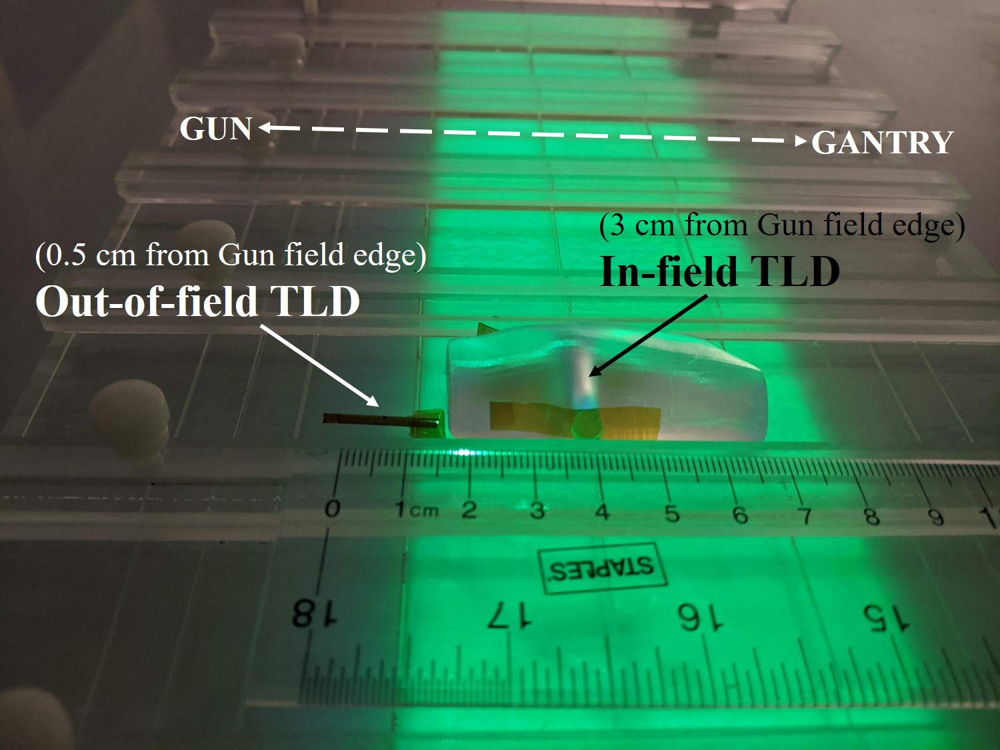 GUN
GANTRY
(3 cm from Gun field edge)
In-field TLD
(0.5 cm from Gun field edge)
Out-of-field TLD
0 1cm 2 3 4 5 6 7 8 9 1
STAPLES
18 17 16 15